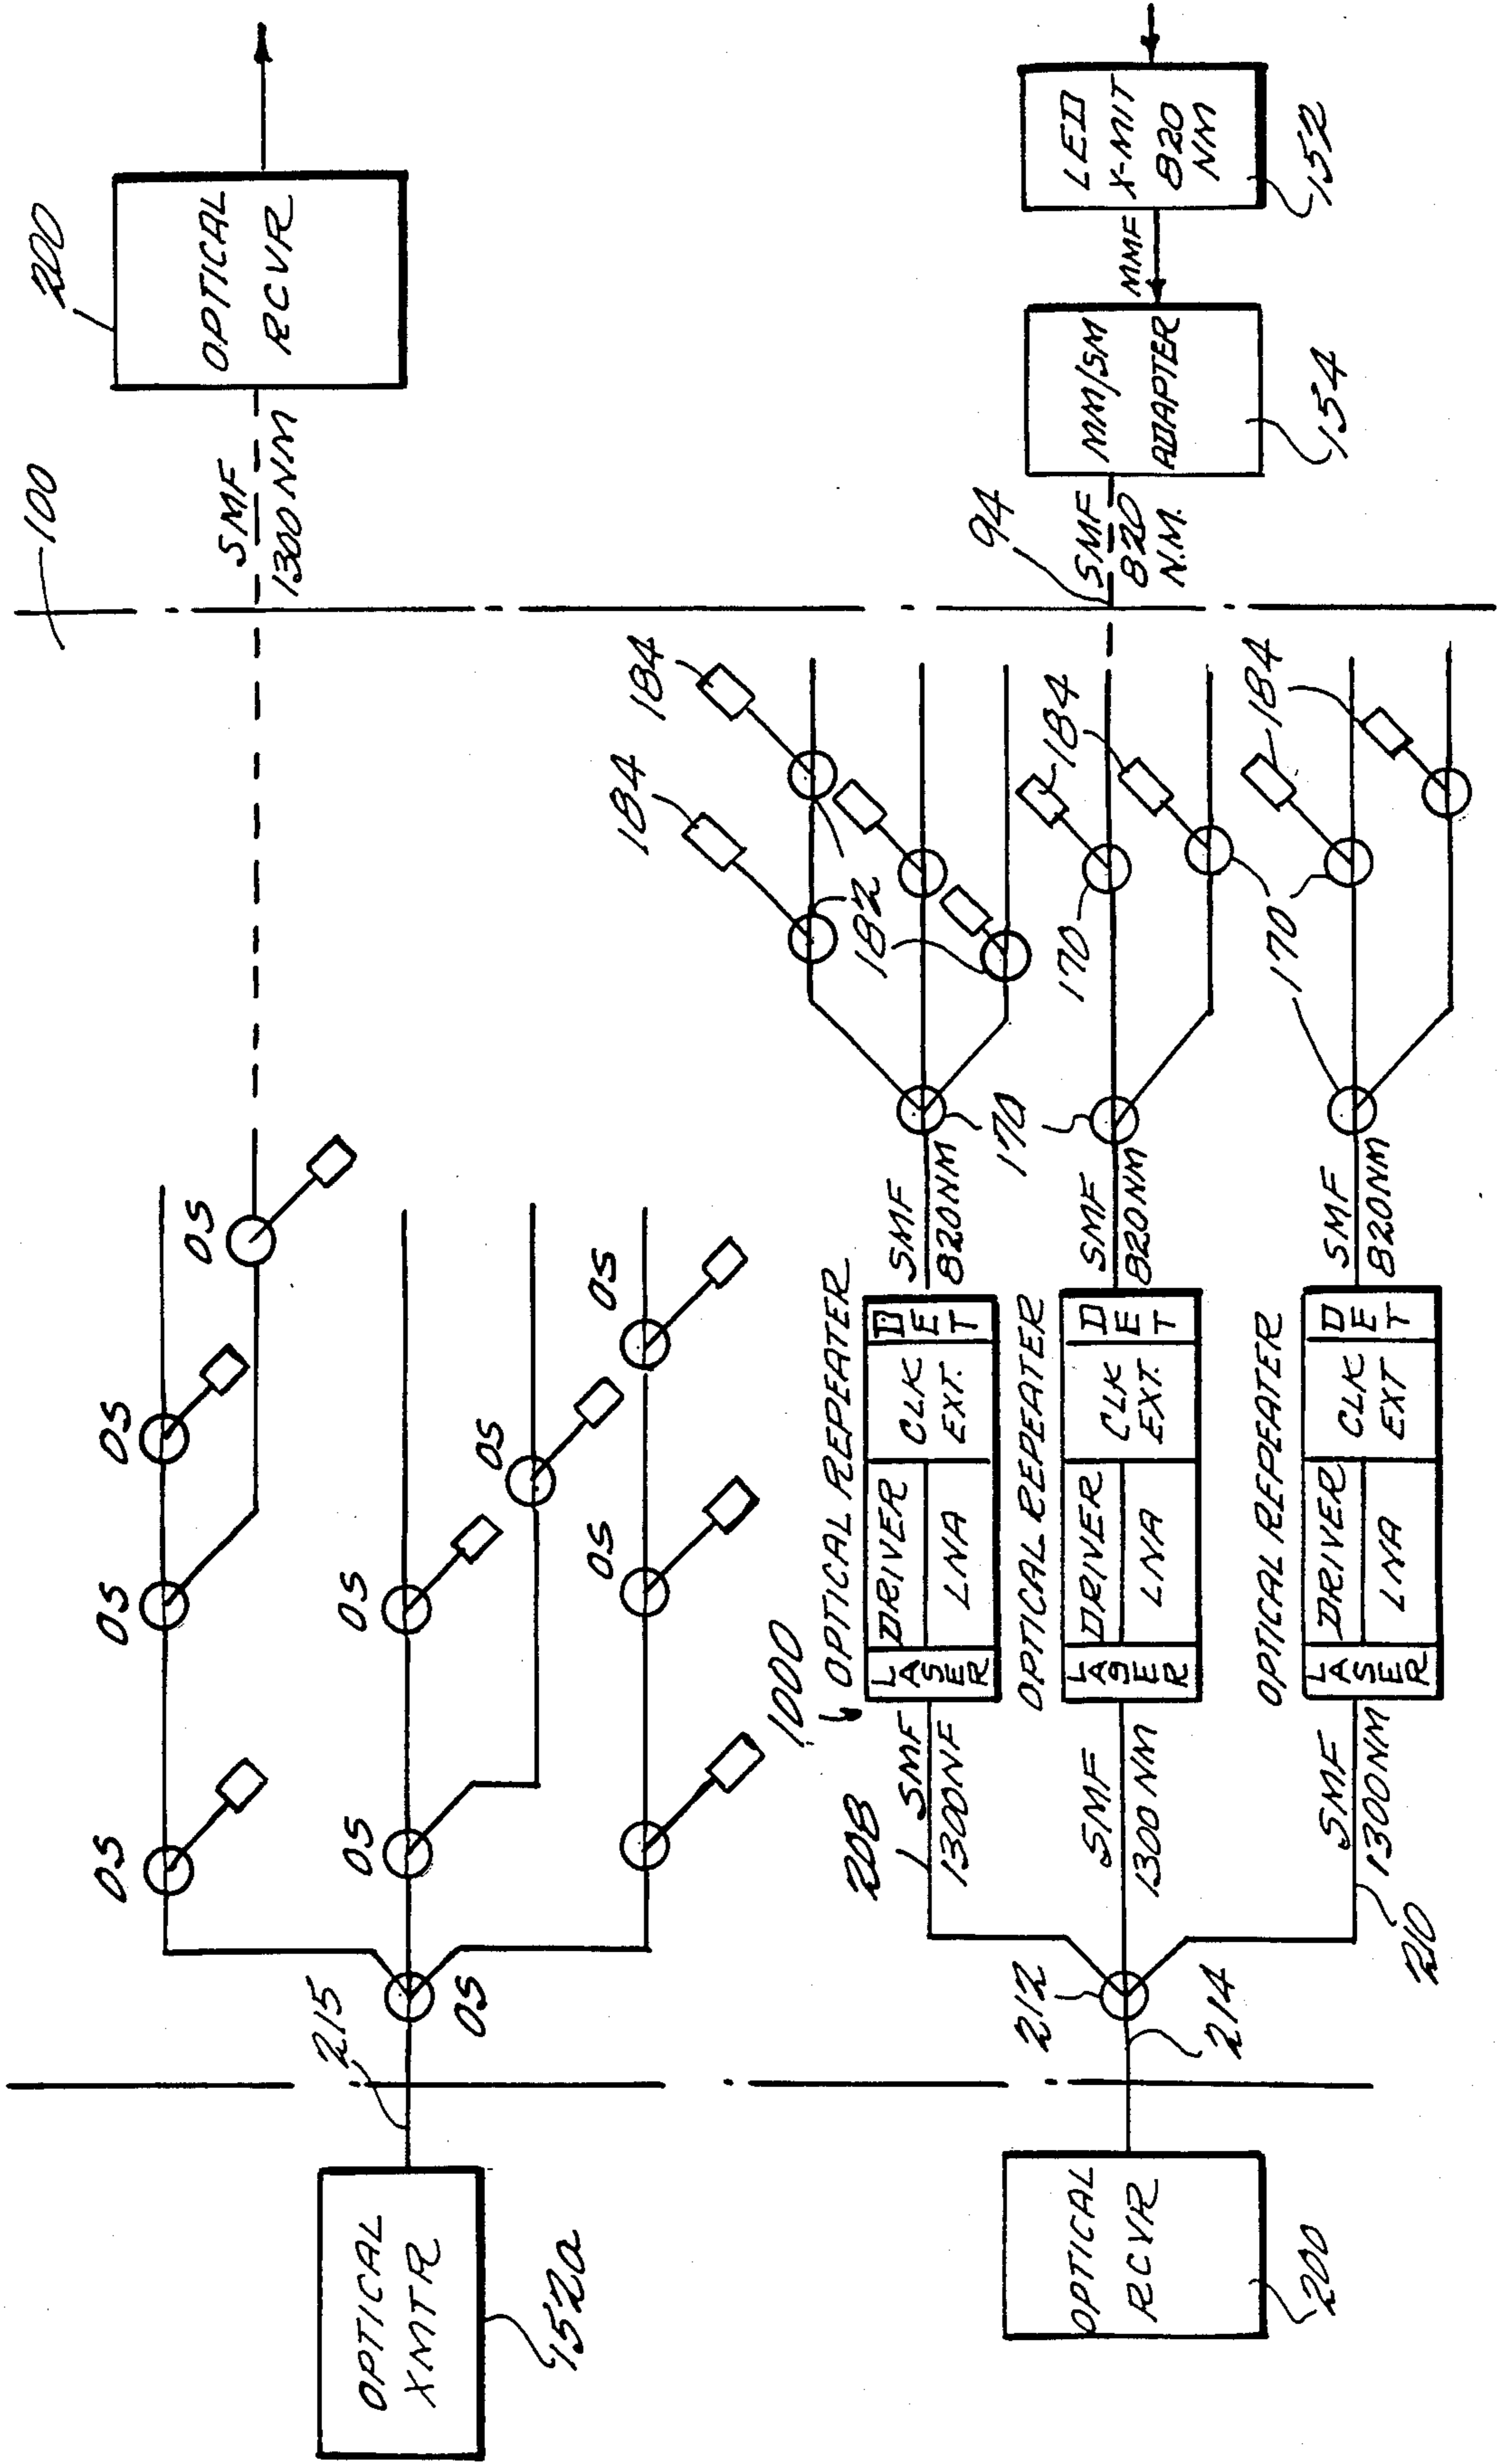 OPTICAL
XMTR
152a
215
OS
OS
OS
OS
OS
OS
OS
OS
OS
OS
100
SMF
1300 NM
200
OPTICAL
RCVR
OPTICAL
RCVR
200
212
214
208
210
SMF
1300NF
SMF
1300 NM
SMF
1300NM
1000
OPTICAL REPEATER
LASER
DRIVER
LNA
CLK
EXT.
DET
OPTICAL REPEATER
LASER
DRIVER
LNA
CLK
EXT.
DET
OPTICAL REPEATER
LASER
DRIVER
LNA
CLK
EXT
DET
SMF
820NM
SMF
820NM
SMF
820NM
170
170
170
170
182
184
184
184
184
94
SMF
820
N.M.
MM/SM
ADAPTER
154
MMF
LED
X-MIT
820
NM
152